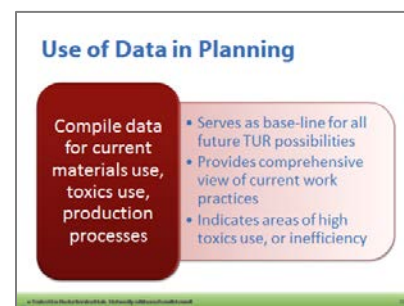 Use of Data in Planning
Compile data
for current
materials use,
toxics use,
production
processes
• Serves as base-line for all
future TUR possibilities
• Provides comprehensive
view of current work
practices
• Indicates areas of high
toxics use, or inefficiency